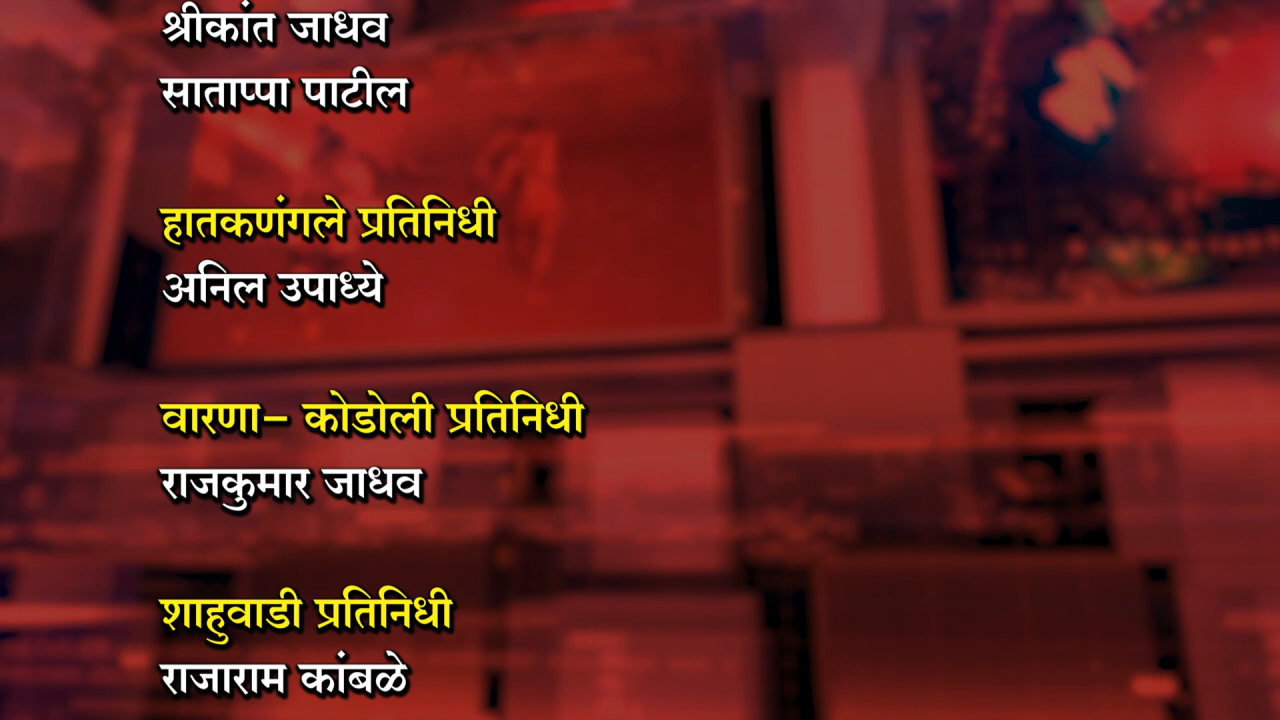 श्रीकांत जाधव
साताप्पा पाटील
हातकणंगले प्रतिनिधी
अनिल उपाध्ये
वारणा– कोडोली प्रतिनिधी
राजकुमार जाधव
शाहुवाडी प्रतिनिधी
राजाराम कांबळे